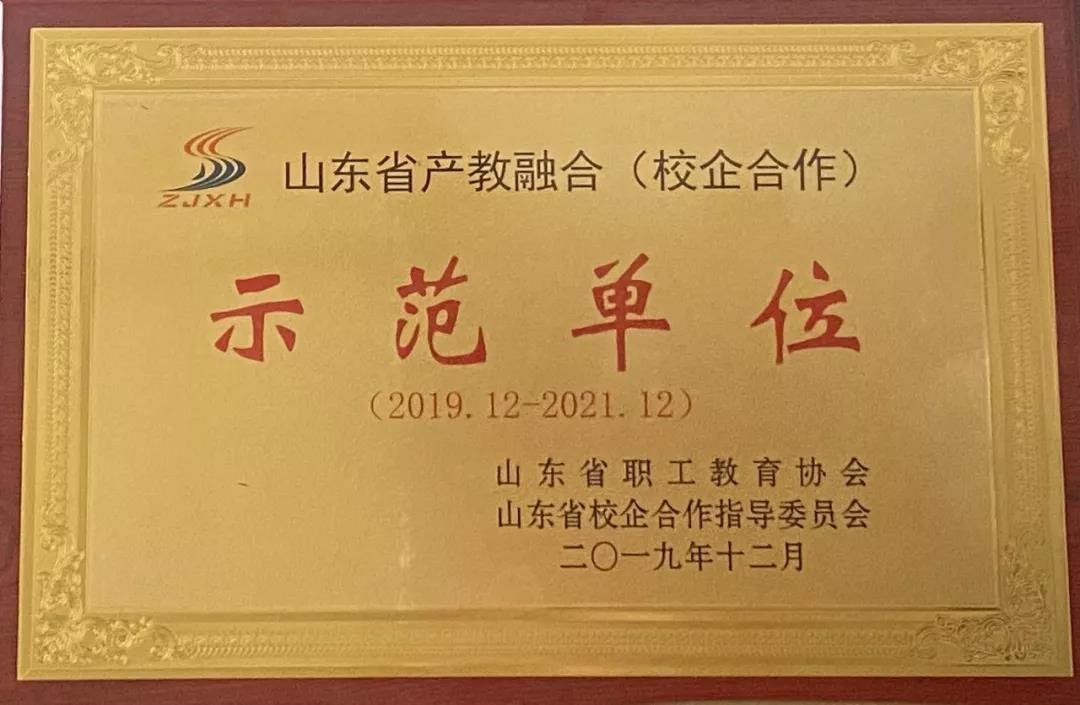 ZJXH
山东省产教融合（校企合作）
示范单位
（2019.12-2021.12）
山东省职工教育协会
山东省校企合作指导委员会
二〇一九年十二月